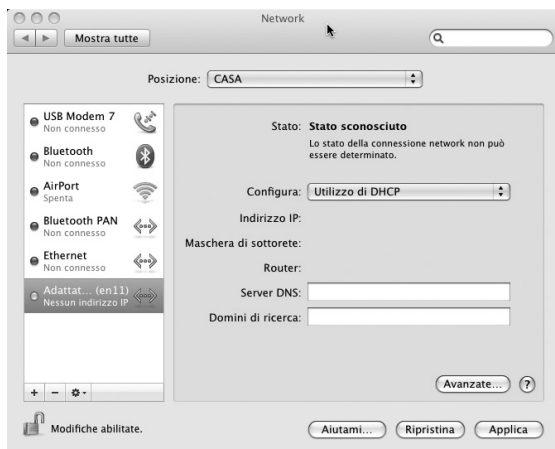 Network
Mostra tutte
Posizione: CASA
USB Modem 7
Non connesso
Bluetooth
Non connesso
AirPort
Spenta
Bluetooth PAN
Non connesso
Ethernet
Non connesso
Adattat... (en11)
Nessun indirizzo IP
Stato: Stato sconosciuto
Lo stato della connessione network non può
essere determinato.
Configura: Utilizzo di DHCP
Indirizzo IP:
Maschera di sottorete:
Router:
Server DNS:
Domini di ricerca:
Avanzate... ?
Modifiche abilitate.
Aiutami... Ripristina Applica